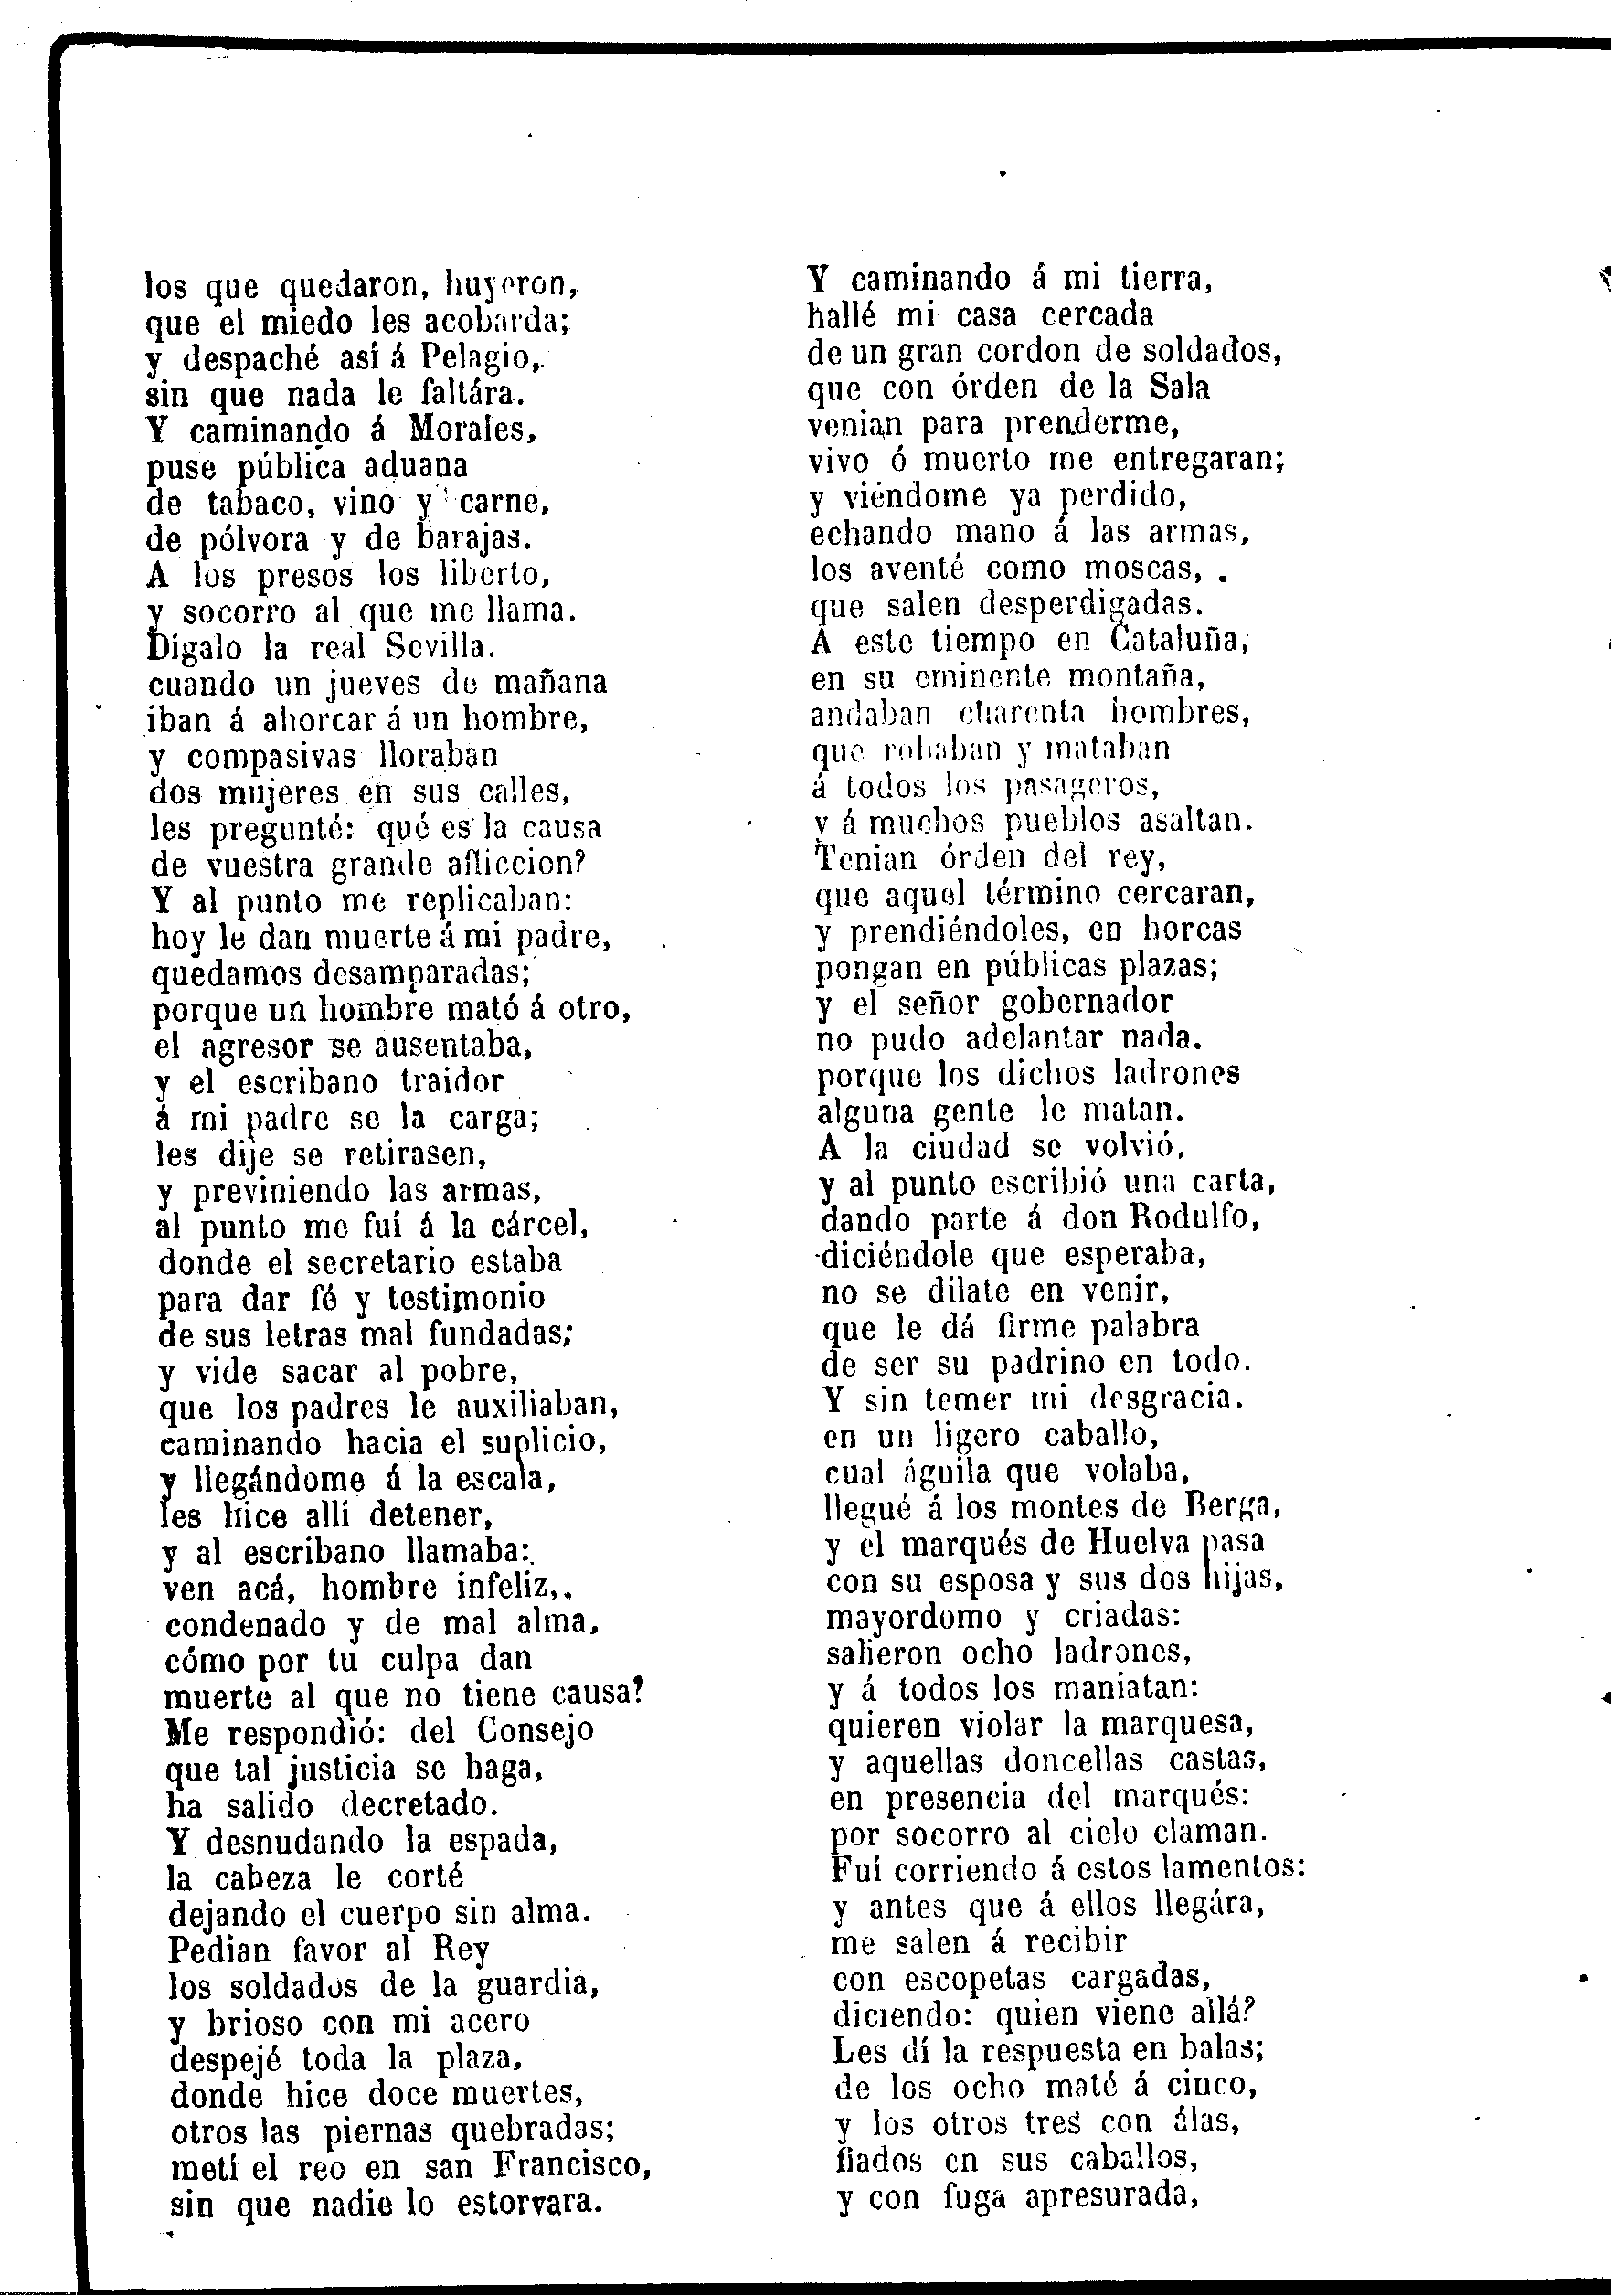 los que quedaron, huyeron,
que el miedo les acobarda;
y despaché así á Pelagio,
sin que nada le faltára.
Y caminando á Morales,
puse pública aduana
de tabaco, vino y carne,
de pólvora y de barajas.
A los presos los liberto,
y socorro al que me llama.
Digalo la real Sevilla.
cuando un jueves de mañana
iban á ahorcar á un hombre,
y compasivas lloraban
dos mujeres en sus calles,
les pregunté: qué es la causa
de vuestra grande afliccion?
Y al punto me replicaban:
hoy le dan muerte á mi padre,
quedamos desamparadas;
porque un hombre mató á otro,
el agresor se ausentaba,
y el escribano traidor
á mi padre se la carga;
les dije se retirasen,
y previniendo las armas,
al punto me fuí á la cárcel,
donde el secretario estaba
para dar fé y testimonio
de sus letras mal fundadas;
y vide sacar al pobre,
que los padres le auxiliaban,
caminando hacia el suplicio,
y llegándome á la escala,
les hice alli detener,
y al escribano llamaba:
ven acá, hombre infeliz,
condenado y de mal alma,
cómo por tu culpa dan
muerte al que no tiene causa?
Me respondió: del Consejo
que tal justicia se haga,
ha salido decretado.
Y desnudando la espada,
la cabeza le corté
dejando el cuerpo sin alma.
Pedian favor al Rey
los soldados de la guardia,
y brioso con mi acero
despejé toda la plaza,
donde hice doce muertes,
otros las piernas quebradas;
metí el reo en san Francisco,
sin que nadie lo estorvara.
Y caminando á mi tierra,
hallé mi casa cercada
de un gran cordon de soldados,
que con órden de la Sala
venian para prenderme,
vivo ó muerto me entregaran;
y viéndome ya perdido,
echando mano á las armas,
los aventé como moscas,
que salen desperdigadas.
A este tiempo en Cataluña,
en su eminente montaña,
andaban cuarenta hombres,
que robaban y mataban
á todos los pasageros,
y á muchos pueblos asaltan.
Tenian órden del rey,
que aquel término cercaran,
y prendiéndoles, en horcas
pongan en públicas plazas;
y el señor gobernador
no pudo adelantar nada.
porque los dichos ladrones
alguna gente le matan.
A la ciudad se volvió,
y al punto escribió una carta,
dando parte á don Rodulfo,
diciéndole que esperaba,
no se dilate en venir,
que le dá firme palabra
de ser su padrino en todo.
Y sin temer mi desgracia.
en un ligero caballo,
cual águila que volaba,
llegué á los montes de Berga,
y el marqués de Huelva pasa
con su esposa y sus dos hijas,
mayordomo y criadas:
salieron ocho ladrones,
y á todos los maniatan:
quieren violar la marquesa,
y aquellas doncellas castas,
en presencia del marqués:
por socorro al cielo claman.
Fuí corriendo á estos lamentos:
y antes que á ellos llegára,
me salen á recibir
con escopetas cargadas,
diciendo: quien viene allá?
Les dí la respuesta en balas;
de los ocho maté á cinco,
y los otros tres con álas,
fiados en sus caballos,
y con fuga apresurada,